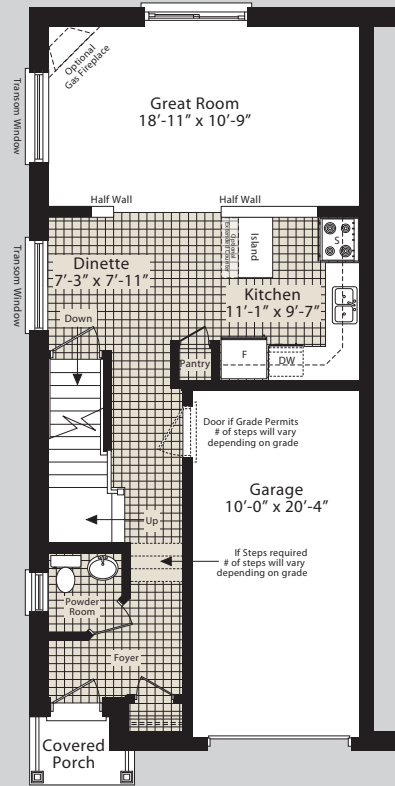 Optional
Gas Fireplace
Transom Window
Great Room
18'-11" x 10'-9"
Half Wall
Half Wall
Transom Window
Dinette
7'-3" x 7'-11"
Optional
Extended Counter
Island
S
Kitchen
11'-1" x 9'-7"
Down
Pantry
F
DW
Door if Grade Permits
# of steps will vary
depending on grade
Garage
10'-0" x 20'-4"
Up
If Steps required
# of steps will vary
depending on grade
Powder
Room
Foyer
Covered
Porch